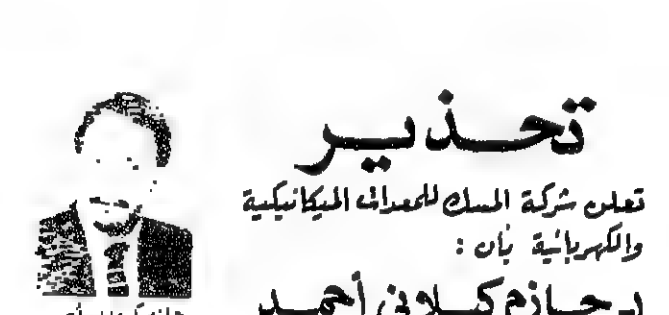 تحذير
تعلن شركة المسك للمعدات الميكانيكية
والكهربائية بأن :
حازم كيلاني أحمد